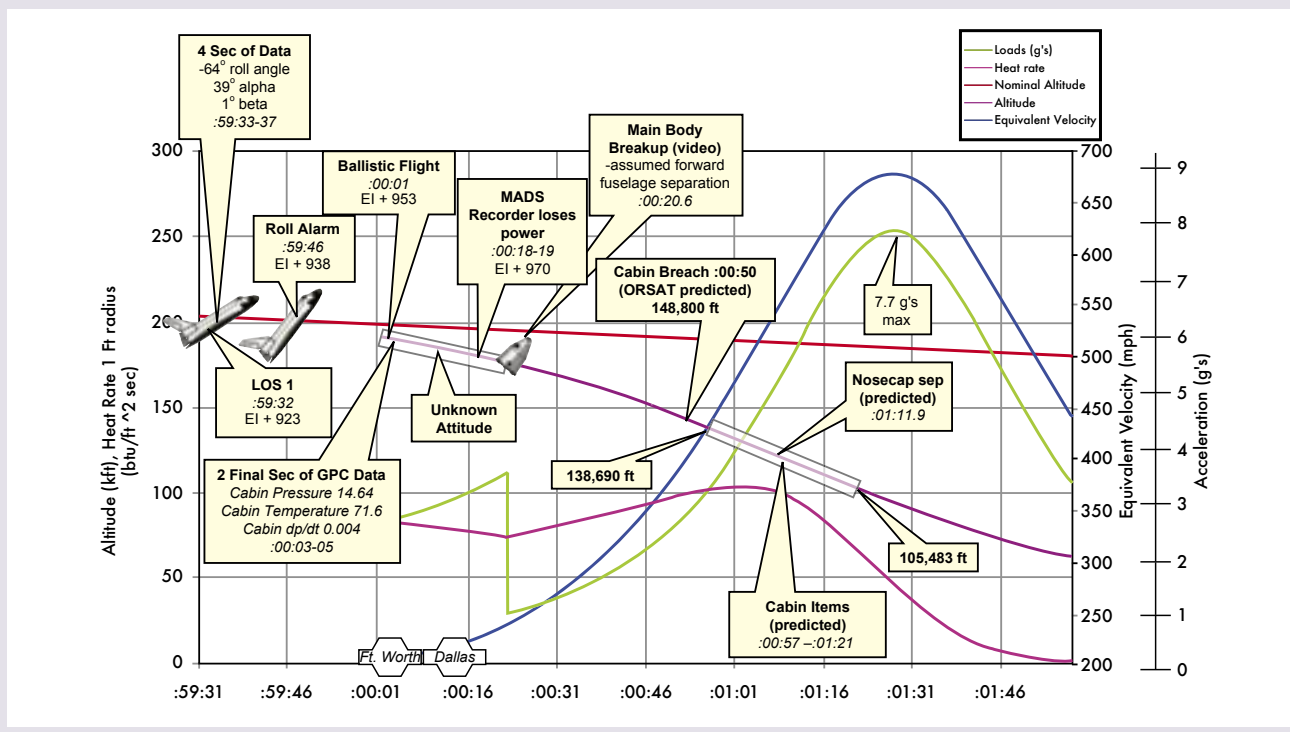 4 Sec of Data
-64° roll angle
39° alpha
1° beta
:59:33-37
Loads (g's)
Heat rate
Nominal Altitude
Altitude
Equivalent Velocity
Main Body
Breakup (video)
-assumed forward
fuselage separation
:00:20.6
Ballistic Flight
:00:01
EI + 953
MADS
Recorder loses
power
:00:18-19
EI + 970
Roll Alarm
:59:46
EI + 938
Cabin Breach :00:50
(ORSAT predicted)
148,800 ft
7.7 g's
max
LOS 1
:59:32
EI + 923
Unknown
Attitude
Nosecap sep
(predicted)
:01:11.9
138,690 ft
2 Final Sec of GPC Data
Cabin Pressure 14.64
Cabin Temperature 71.6
Cabin dp/dt 0.004
:00:03-05
105,483 ft
Cabin Items
(predicted)
:00:57 –:01:21
Ft. Worth
Dallas
Altitude (kft), Heat Rate 1 Ft radius
(btu/ft ^2 sec)
300
250
200
150
100
50
0
700
650
600
550
500
450
400
350
300
250
200
Equivalent Velocity (mph)
9
8
7
6
5
4
3
2
1
0
Acceleration (g's)
:59:31
:59:46
:00:01
:00:16
:00:31
:00:46
:01:01
:01:16
:01:31
:01:46